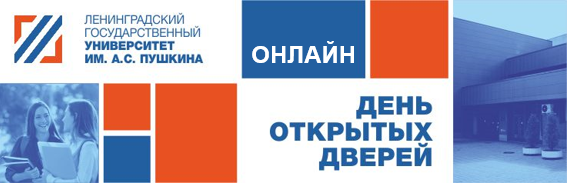 ЛЕНИНГРАДСКИЙ
ГОСУДАРСТВЕННЫЙ
УНИВЕРСИТЕТ
ИМ. А.С. ПУШКИНА
ОНЛАЙН
ДЕНЬ
ОТКРЫТЫХ
ДВЕРЕЙ